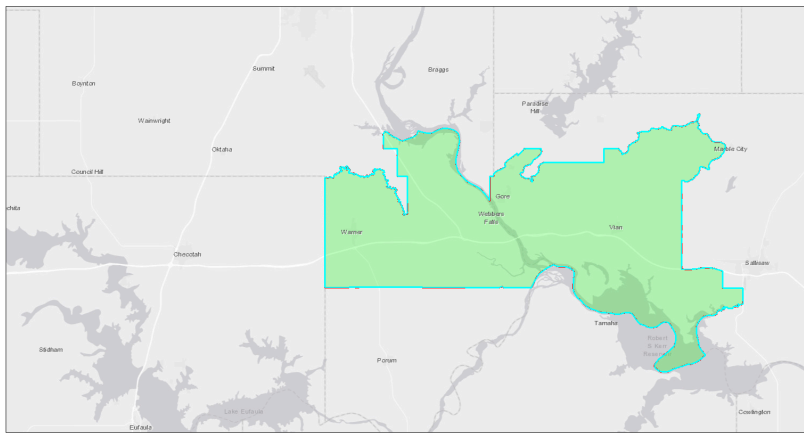 Summit
Braggs
Boynton
Paradise
Hill
Wainwright
Oktaha
Marble City
Council Hill
Gore
Webbers
Falls
Warner
Vian
Checotah
Sallisaw
Tamaha
Robert
S Kerr
Reservoir
Stidham
Porum
Lake Eufaula
Cowlington
Eufaula